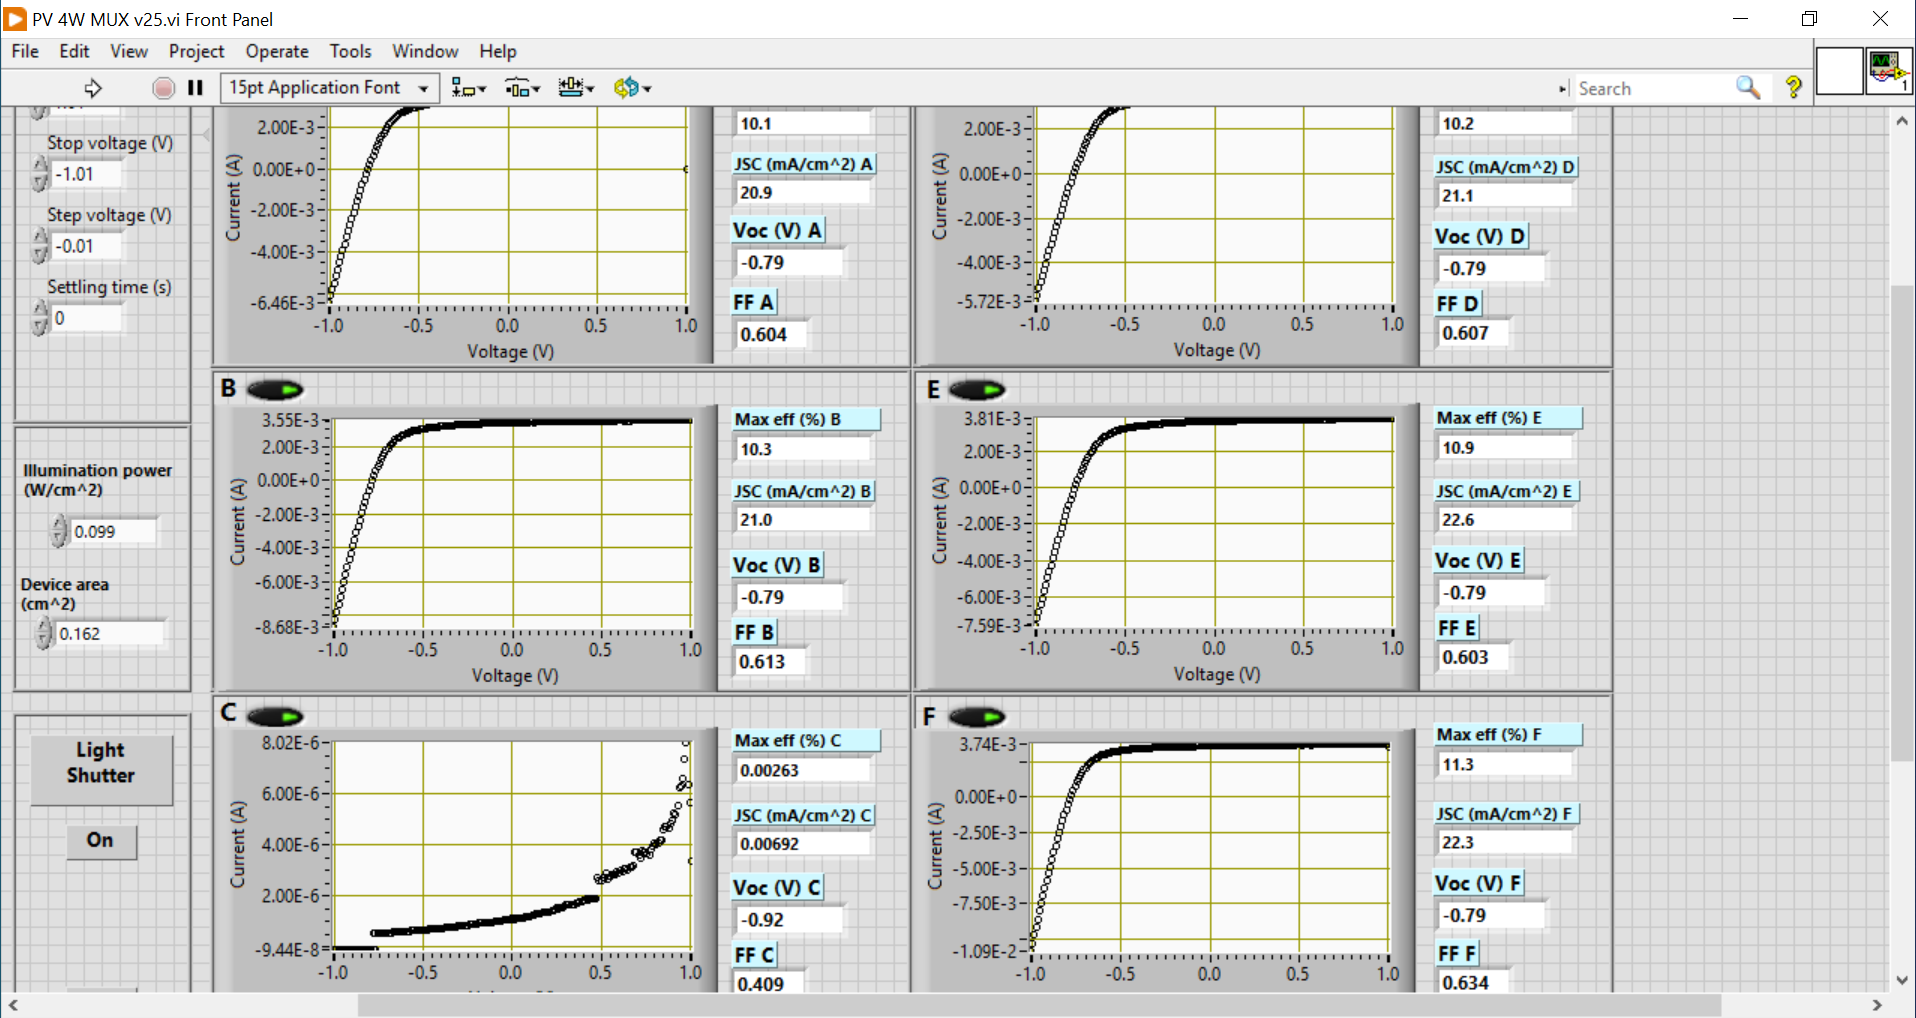 PV 4W MUX v25.vi Front Panel
File Edit View Project Operate Tools Window Help
15pt Application Font
Search
1
Stop voltage (V)
-1.01
Step voltage (V)
-0.01
Settling time (s)
0
Illumination power
(W/cm^2)
0.099
Device area
(cm^2)
0.162
Light
Shutter
On
2.00E-3
0.00E+0
-2.00E-3
-4.00E-3
-6.46E-3
Current (A)
-1.0 -0.5 0.0 0.5 1.0
Voltage (V)
10.1
JSC (mA/cm^2) A
20.9
Voc (V) A
-0.79
FF A
0.604
2.00E-3
0.00E+0
-2.00E-3
-4.00E-3
-5.72E-3
Current (A)
-1.0 -0.5 0.0 0.5 1.0
Voltage (V)
10.2
JSC (mA/cm^2) D
21.1
Voc (V) D
-0.79
FF D
0.607
B
3.55E-3
2.00E-3
0.00E+0
-2.00E-3
-4.00E-3
-6.00E-3
-8.68E-3
Current (A)
-1.0 -0.5 0.0 0.5 1.0
Voltage (V)
Max eff (%) B
10.3
JSC (mA/cm^2) B
21.0
Voc (V) B
-0.79
FF B
0.613
E
3.81E-3
2.00E-3
0.00E+0
-2.00E-3
-4.00E-3
-6.00E-3
-7.59E-3
Current (A)
-1.0 -0.5 0.0 0.5 1.0
Voltage (V)
Max eff (%) E
10.9
JSC (mA/cm^2) E
22.6
Voc (V) E
-0.79
FF E
0.603
C
8.02E-6
6.00E-6
4.00E-6
2.00E-6
-9.44E-8
Current (A)
-1.0 -0.5 0.0 0.5 1.0
Max eff (%) C
0.00263
JSC (mA/cm^2) C
0.00692
Voc (V) C
-0.92
FF C
0.409
F
3.74E-3
0.00E+0
-2.50E-3
-5.00E-3
-7.50E-3
-1.09E-2
Current (A)
-1.0 -0.5 0.0 0.5 1.0
Max eff (%) F
11.3
JSC (mA/cm^2) F
22.3
Voc (V) F
-0.79
FF F
0.634